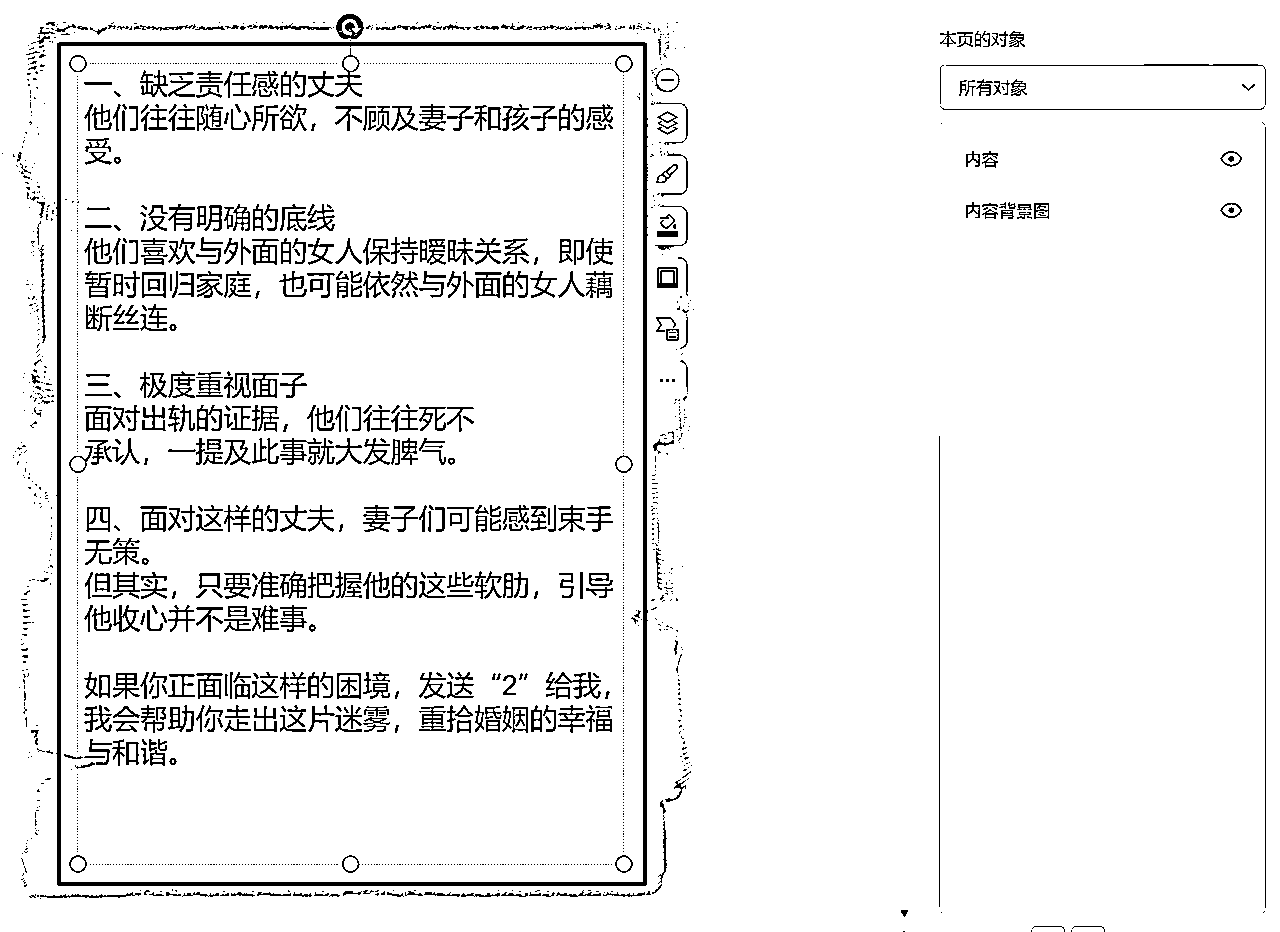 一、缺乏责任感的丈夫
他们往往随心所欲，不顾及妻子和孩子的感
受。
二、没有明确的底线
他们喜欢与外面的女人保持暧昧关系，即使
暂时回归家庭，也可能依然与外面的女人藕
断丝连。
三、极度重视面子
面对出轨的证据，他们往往死不
承认，一提及此事就大发脾气。
四、面对这样的丈夫，妻子们可能感到束手
无策。
但其实，只要准确把握他的这些软肋，引导
他收心并不是难事。
如果你正面临这样的困境，发送“2”给我，
我会帮助你走出这片迷雾，重拾婚姻的幸福
与和谐。
本页的对象
所有对象
内容
内容背景图